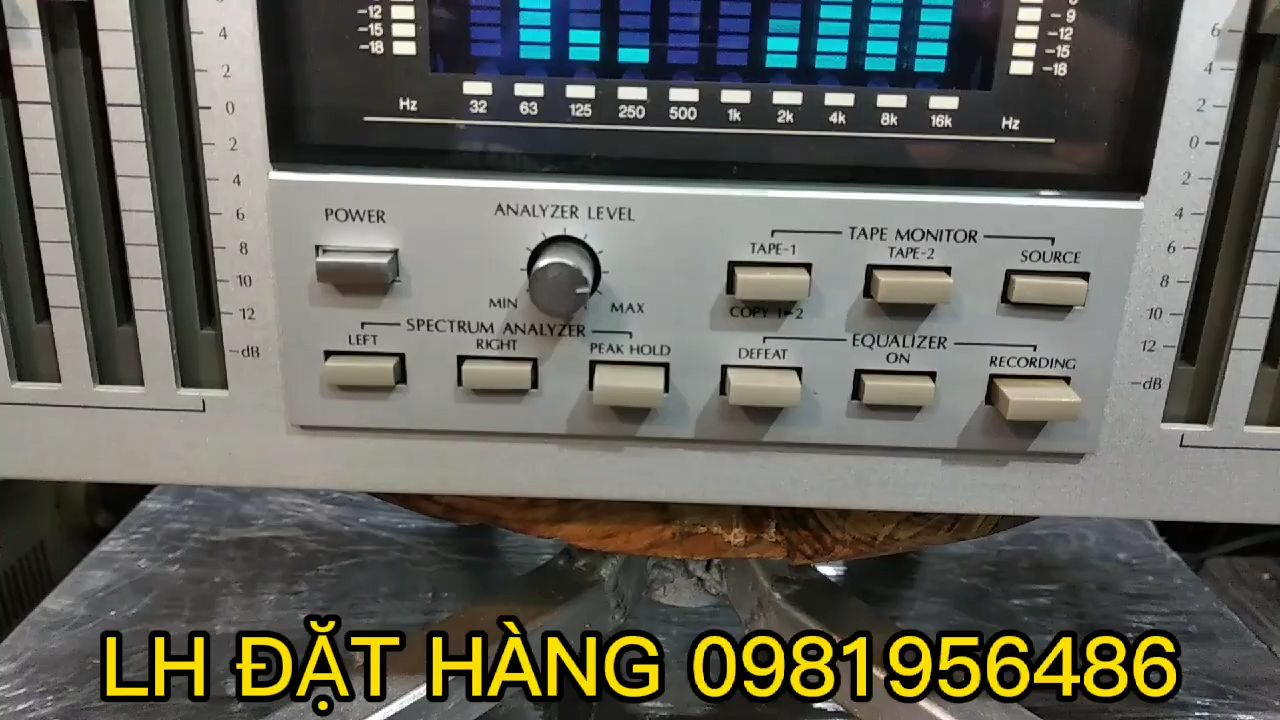 -12
-15
-18
-9
-12
-15
-18
Hz 32 63 125 250 500 1k 2k 4k 8k 16k Hz
4
2
0
2
4
6
8
10
12
-dB
6
4
2
0
2
4
6
8
10
12
-dB
POWER
ANALYZER LEVEL
MIN MAX
TAPE MONITOR
TAPE-1 TAPE-2 SOURCE
COPY 1-2
SPECTRUM ANALYZER
LEFT RIGHT PEAK HOLD
EQUALIZER
DEFEAT ON RECORDING
LH ĐẶT HÀNG 0981956486